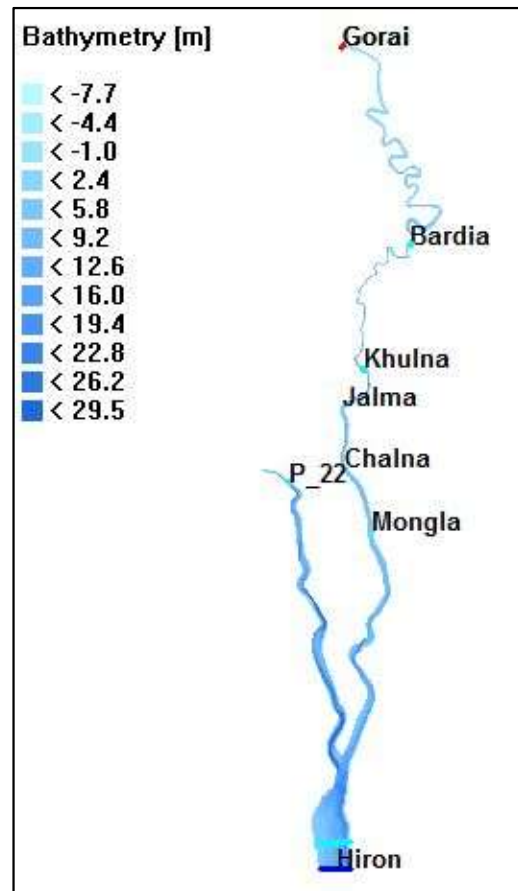 Bathymetry [m]
< -7.7
< -4.4
< -1.0
< 2.4
< 5.8
< 9.2
< 12.6
< 16.0
< 19.4
< 22.8
< 26.2
< 29.5
Gorai
Bardia
Khulna
Jalma
Chalna
P_22
Mongla
Hiron